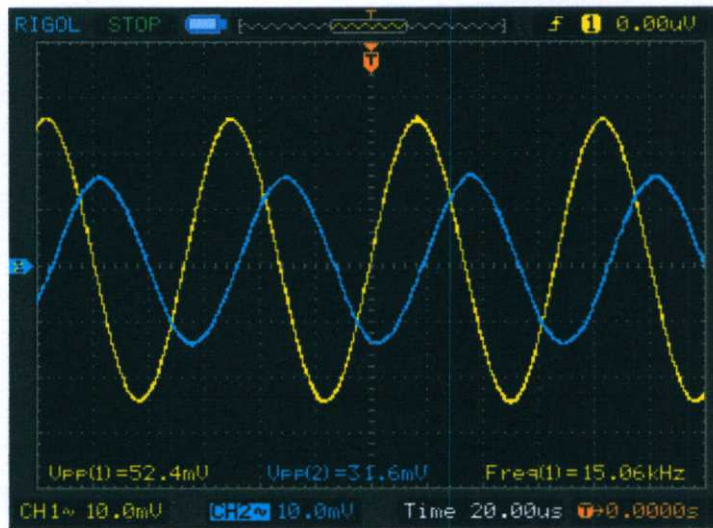 RIGOL STOP T 1 0.00uV
T
Vpp(1)=52.4mV Vpp(2)=31.6mV Freq(1)=15.06kHz
CH1~ 10.0mV CH2~ 10.0mV Time 20.00us T→0.0000s